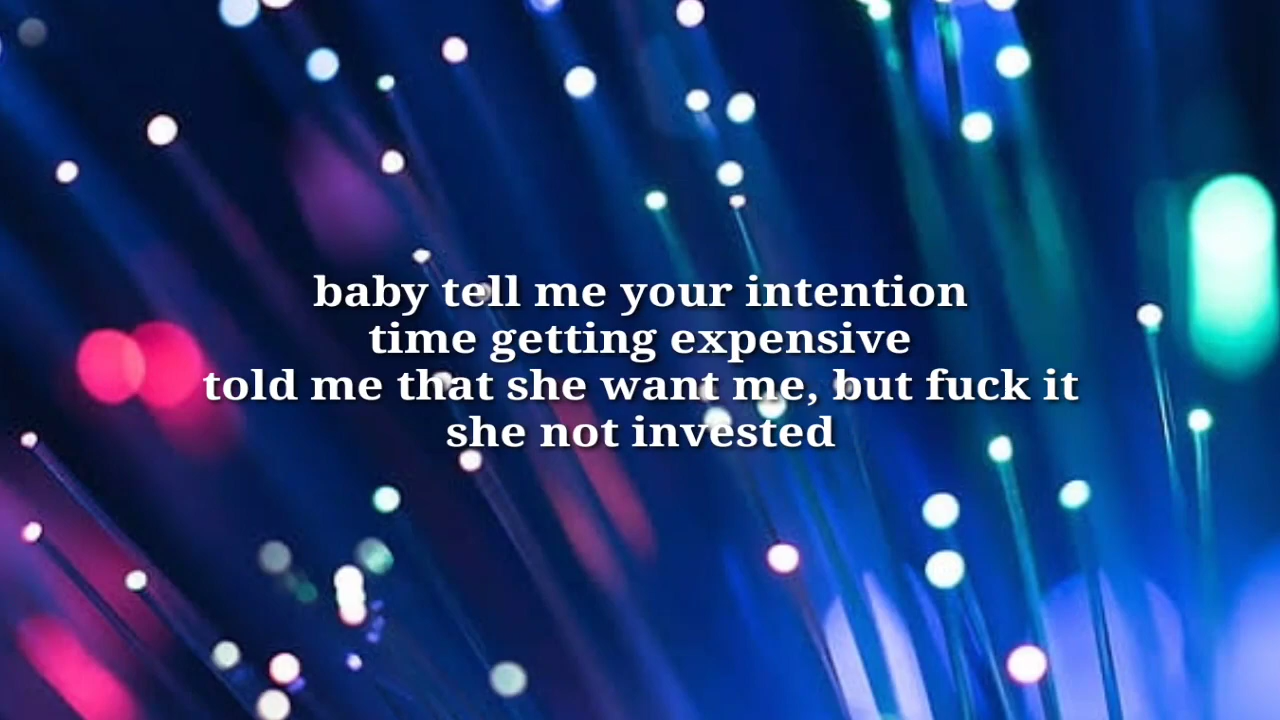 baby tell me your intention
time getting expensive
told me that she want me, but fuck it
she not invested